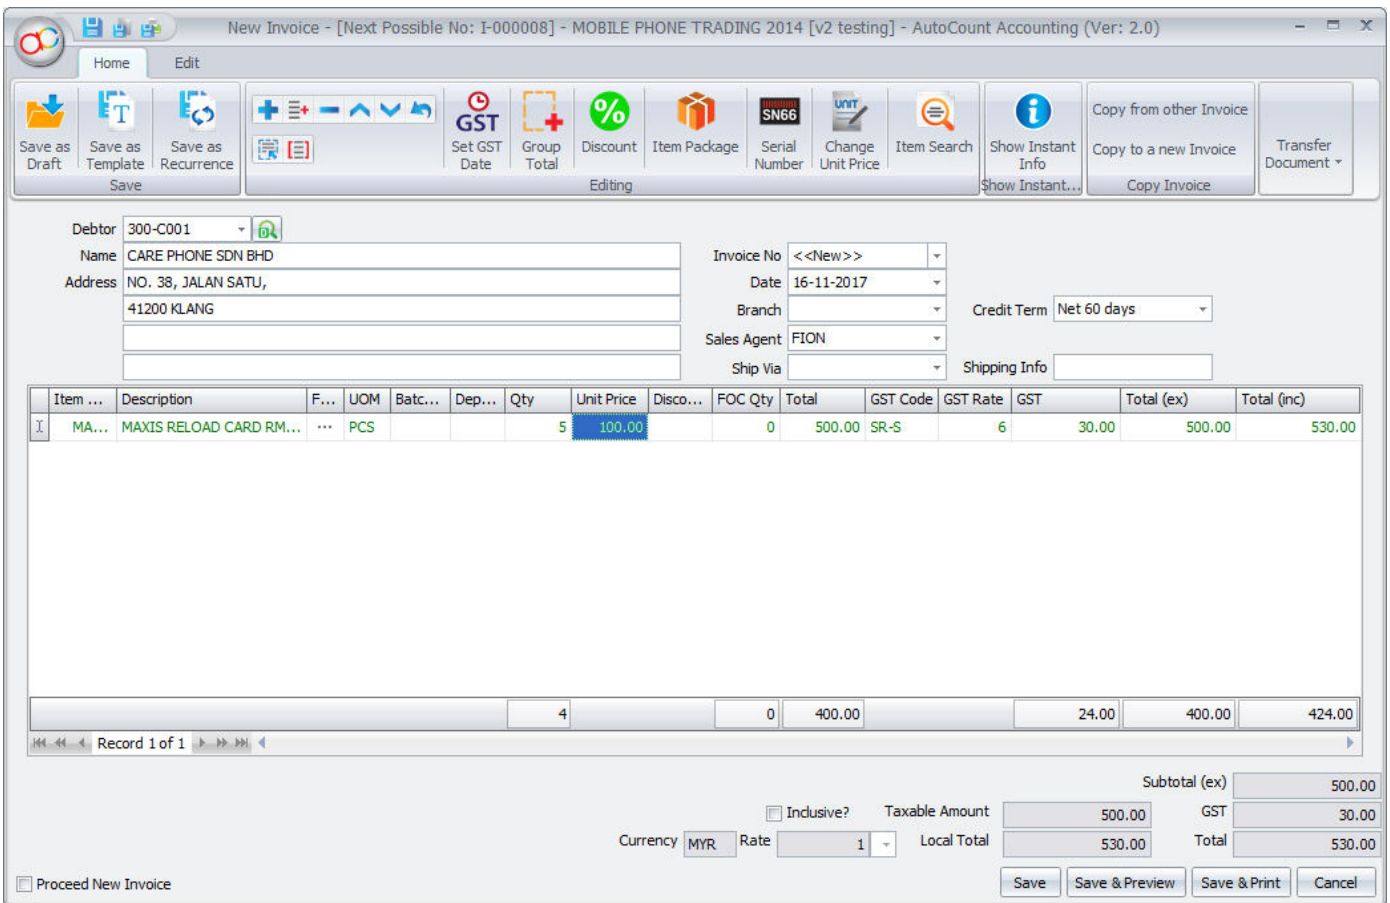 New Invoice - [Next Possible No: I-000008] - MOBILE PHONE TRADING 2014 [v2 testing] - AutoCount Accounting (Ver: 2.0)
Home Edit
Save as Draft
Save as Template
Save as Recurrence
Save
GST
Set GST Date
Group Total
%
Discount
Item Package
SN66
Serial Number
UNIT
Change Unit Price
Item Search
Editing
Show Instant Info
Show Instant...
Copy from other Invoice
Copy to a new Invoice
Copy Invoice
Transfer Document
Debtor 300-C001
Name CARE PHONE SDN BHD
Invoice No <<New>>
Address NO. 38, JALAN SATU,
Date 16-11-2017
41200 KLANG
Branch
Credit Term Net 60 days
Sales Agent FION
Ship Via
Shipping Info
Item ... Description F... UOM Batc... Dep... Qty Unit Price Disco... FOC Qty Total GST Code GST Rate GST Total (ex) Total (inc)
MA... MAXIS RELOAD CARD RM... ... PCS 5 100.00 0 500.00 SR-S 6 30.00 500.00 530.00
4 0 400.00 24.00 400.00 424.00
Record 1 of 1
Subtotal (ex) 500.00
Inclusive? Taxable Amount 500.00 GST 30.00
Currency MYR Rate 1 Local Total 530.00 Total 530.00
Proceed New Invoice
Save Save & Preview Save & Print Cancel